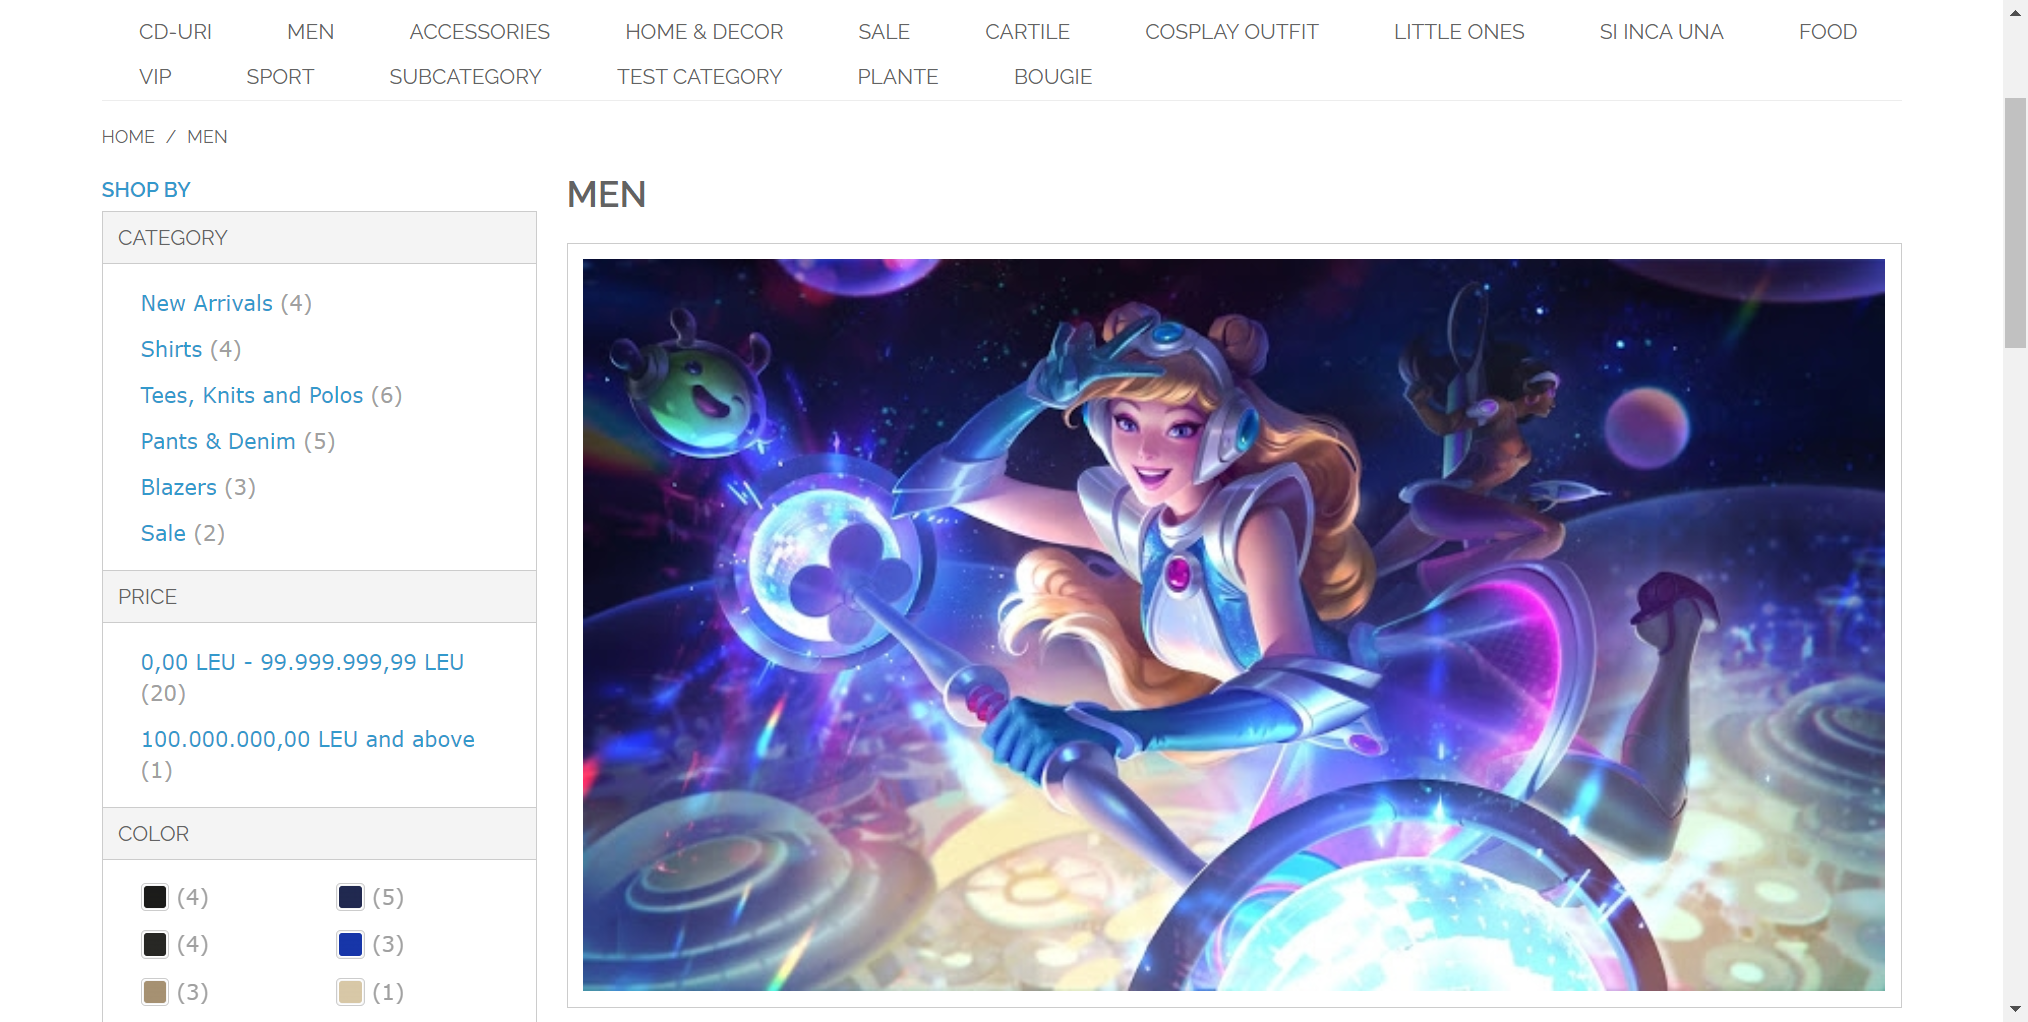 CD-URI MEN ACCESSORIES HOME & DECOR SALE CARTILE COSPLAY OUTFIT LITTLE ONES SI INCA UNA FOOD
VIP SPORT SUBCATEGORY TEST CATEGORY PLANTE BOUGIE
HOME / MEN
SHOP BY
CATEGORY
New Arrivals (4)
Shirts (4)
Tees, Knits and Polos (6)
Pants & Denim (5)
Blazers (3)
Sale (2)
PRICE
0,00 LEU - 99.999.999,99 LEU
(20)
100.000.000,00 LEU and above
(1)
COLOR
(4) (5)
(4) (3)
(3) (1)
MEN